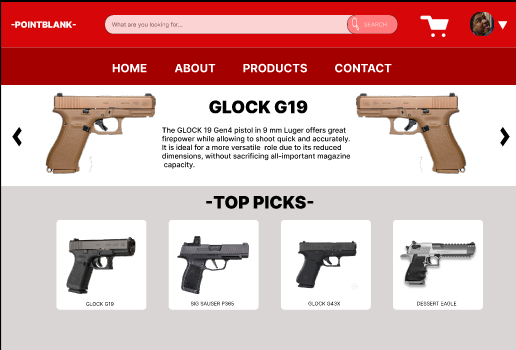 -POINTBLANK-
What are you looking for...
SEARCH
HOME ABOUT PRODUCTS CONTACT
GLOCK G19
The GLOCK 19 Gen4 pistol in 9 mm Luger offers great
firepower while allowing to shoot quick and accurately.
It is ideal for a more versatile role due to its reduced
dimensions, without sacrificing all-important magazine
capacity.
-TOP PICKS-
GLOCK G19
SIG SAUSER P365
GLOCK G43X
DESSERT EAGLE